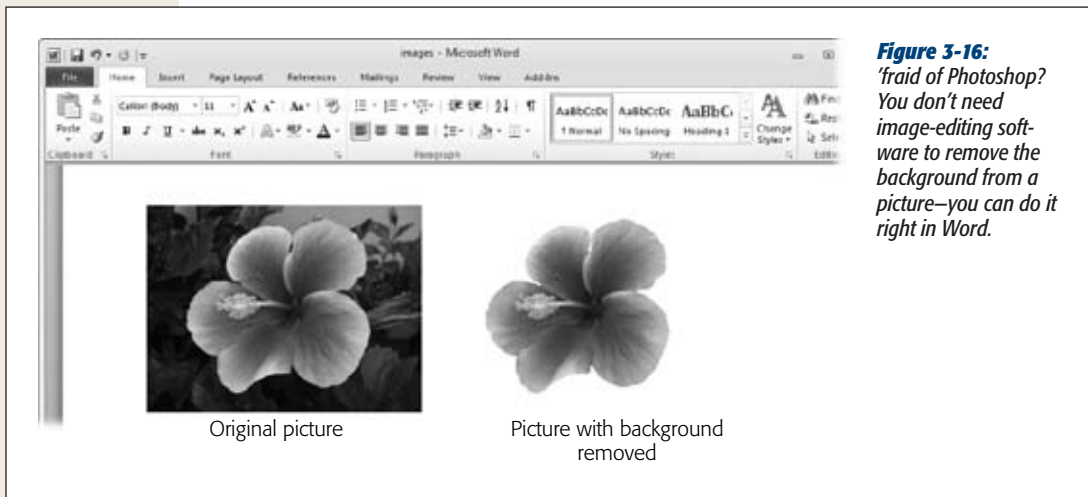 images - Microsoft Word
File Home Insert Page Layout References Mailings Review View Add-Ins
Calibri (Body) 11
AaBbCcDc AaBbCcDc AaBbC
Paste
1 Normal No Spacing Heading 1 Change
Styles
Clipboard Font Paragraph Styles
Original picture
Picture with background
removed
Figure 3-16:
'fraid of Photoshop?
You don't need
image-editing soft-
ware to remove the
background from a
picture—you can do it
right in Word.